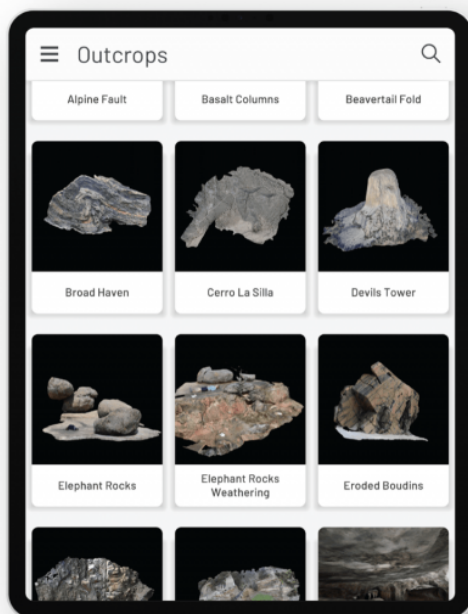 Outcrops
Alpine Fault
Basalt Columns
Beavertail Fold
Broad Haven
Cerro La Silla
Devils Tower
Elephant Rocks
Elephant Rocks
Weathering
Eroded Boudins